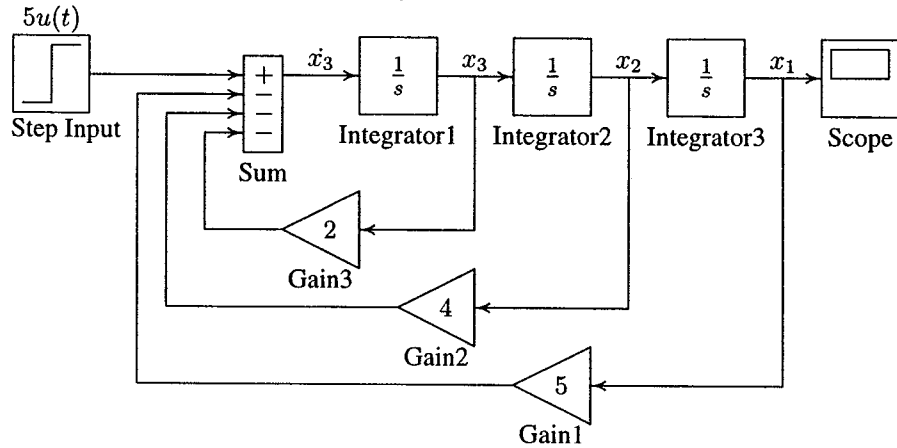 5u(t)
Step Input
+
−
−
−
Sum
ẋ₃
1/s
Integrator1
x₃
1/s
Integrator2
x₂
1/s
Integrator3
x₁
Scope
2
Gain3
4
Gain2
5
Gain1